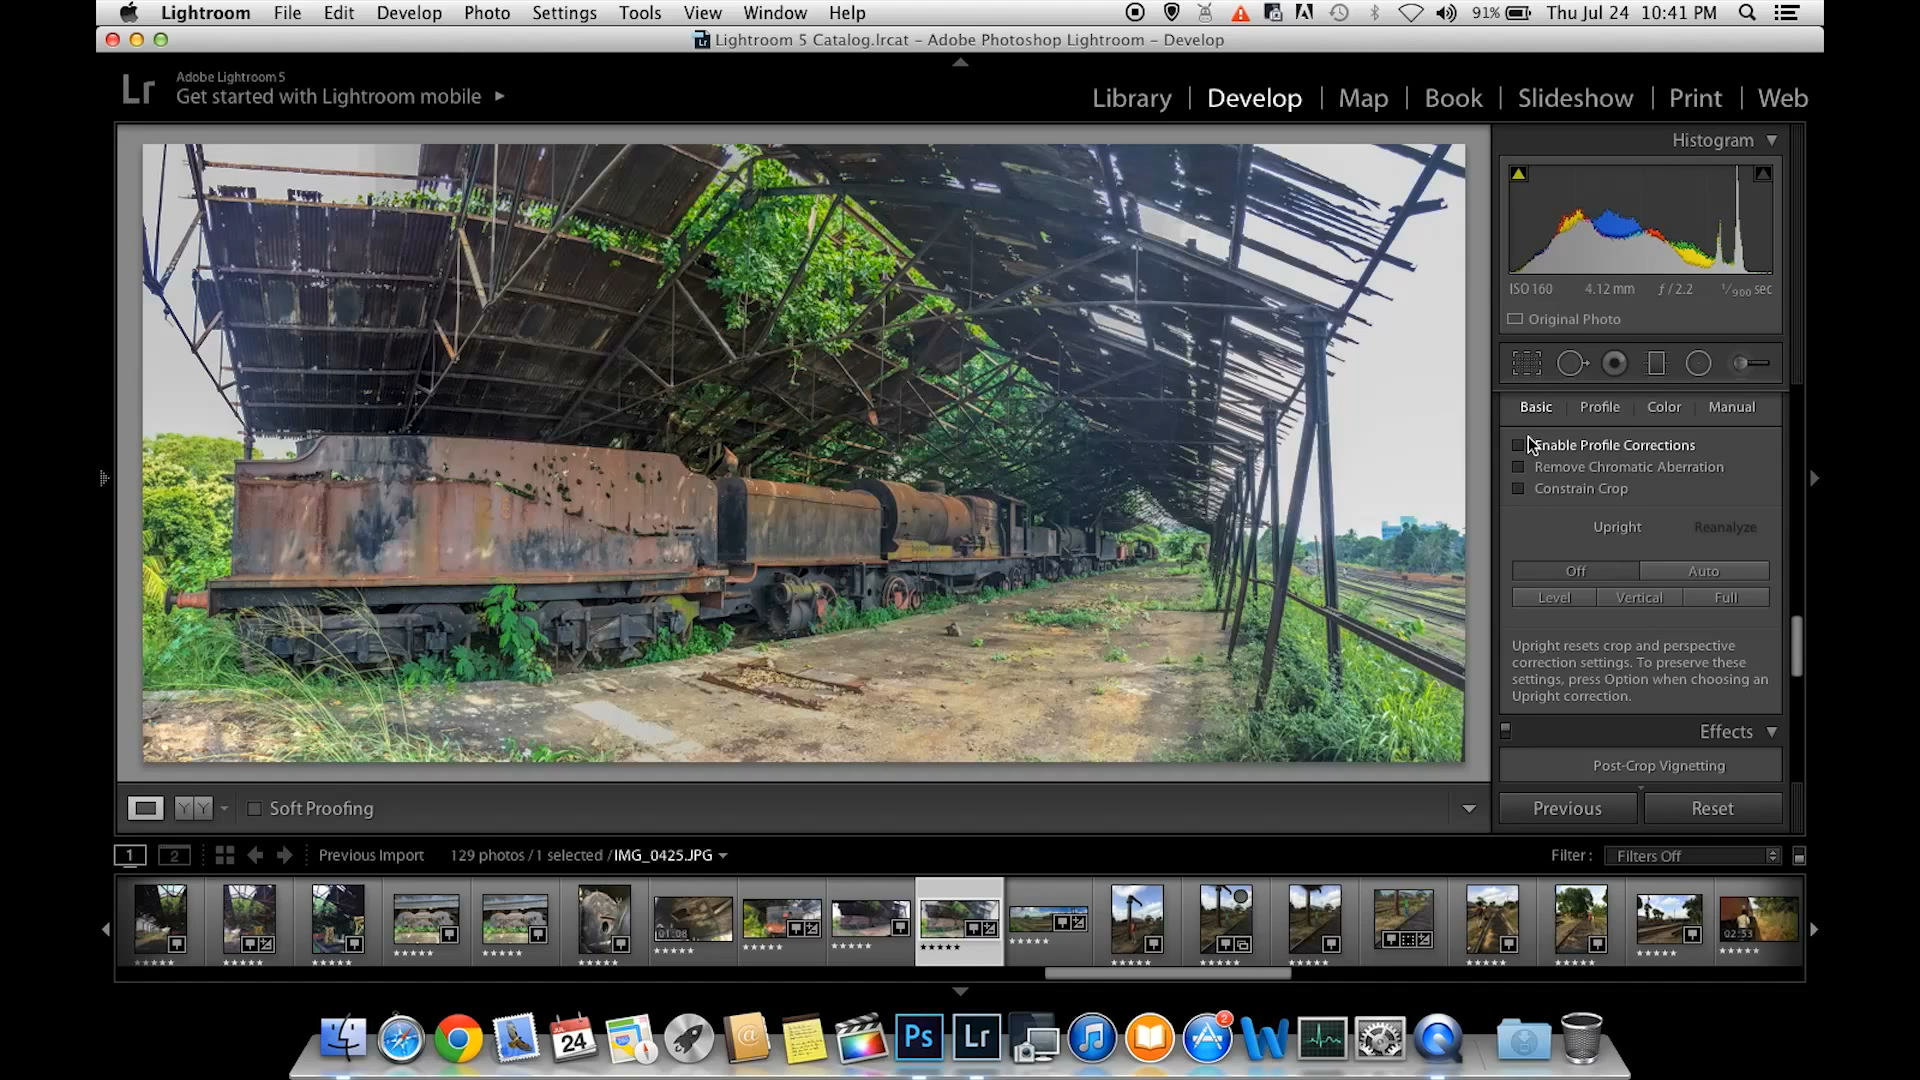 Lightroom File Edit Develop Photo Settings Tools View Window Help 91% Thu Jul 24 10:41 PM
Lightroom 5 Catalog.lrcat – Adobe Photoshop Lightroom – Develop
Lr
Adobe Lightroom 5
Get started with Lightroom mobile
Library | Develop | Map | Book | Slideshow | Print | Web
Histogram
ISO 160 4.12 mm ƒ / 2.2 1/900 sec
Original Photo
Basic Profile Color Manual
Enable Profile Corrections
Remove Chromatic Aberration
Constrain Crop
Upright Reanalyze
Off Auto
Level Vertical Full
Upright resets crop and perspective
correction settings. To preserve these
settings, press Option when choosing an
Upright correction.
Effects
Post-Crop Vignetting
Previous Reset
Y Y Soft Proofing
1 2 Previous Import 129 photos / 1 selected / IMG_0425.JPG Filter : Filters Off
01:08
02:53
JUL 24
@
Ps
Lr
2
W